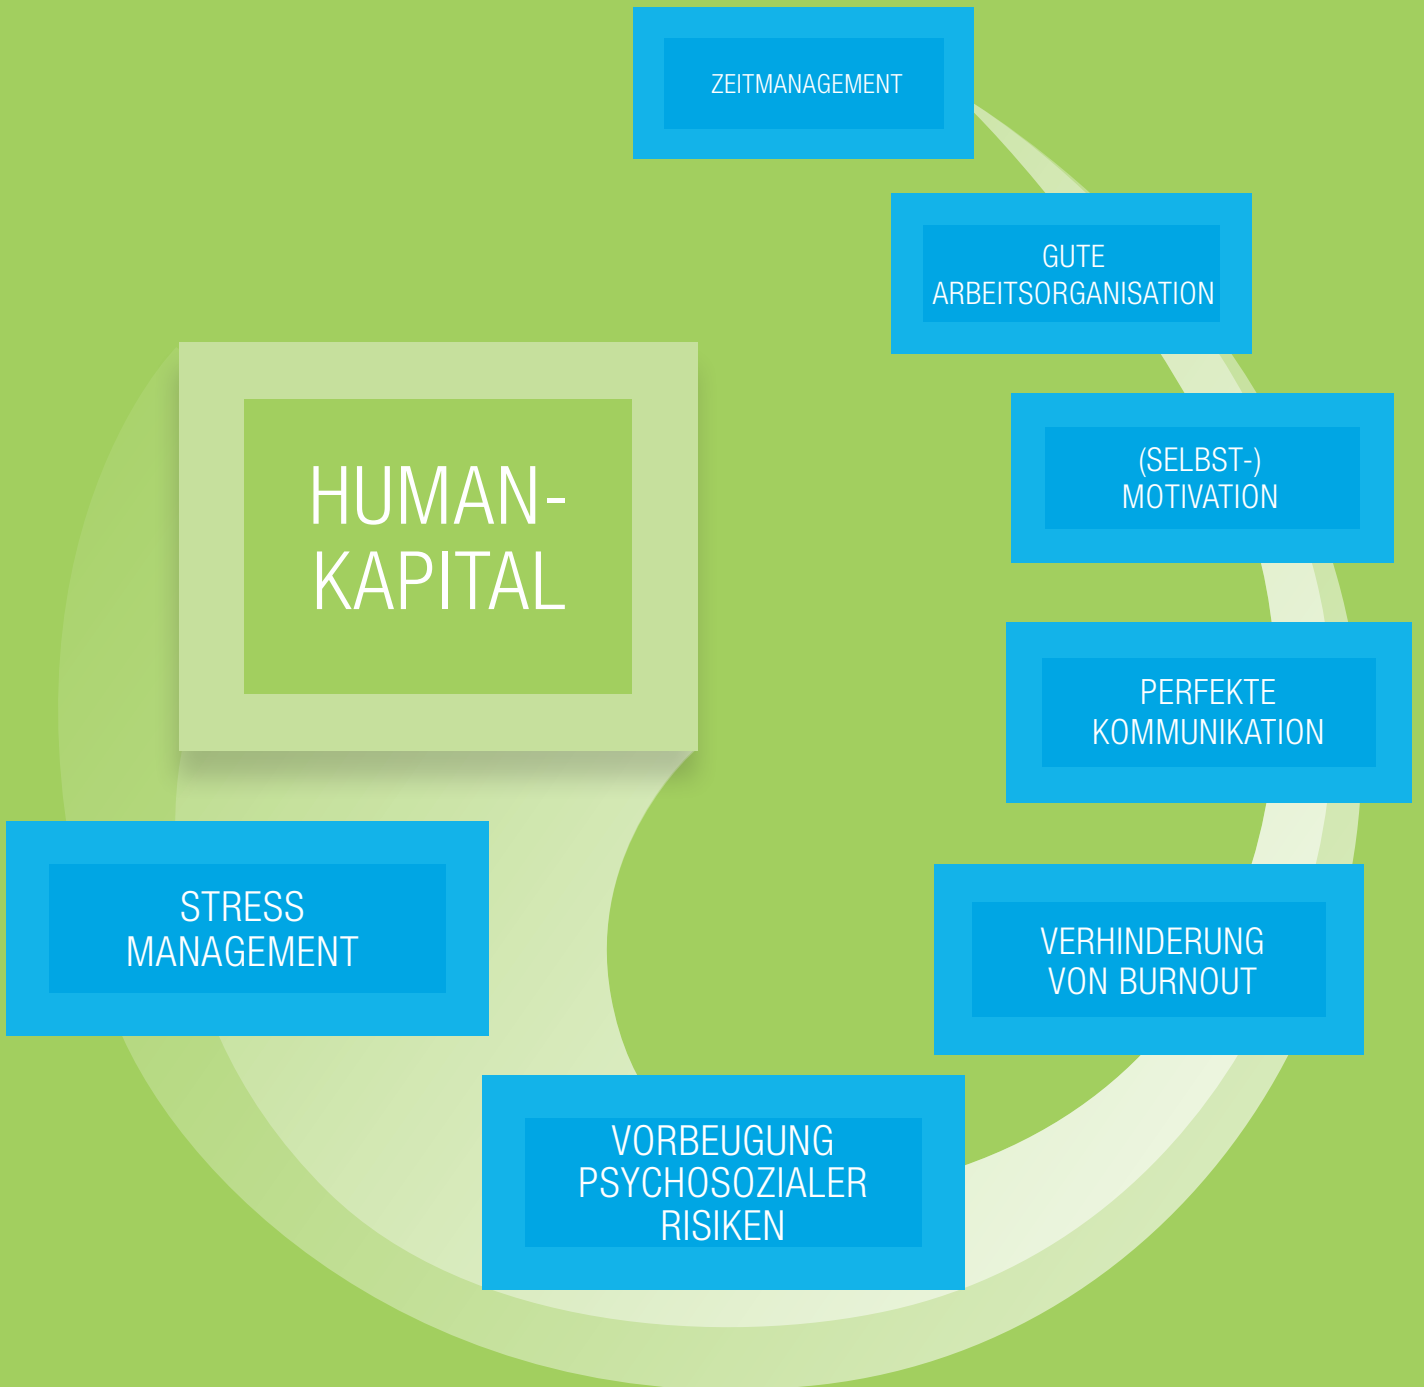 ZEITMANAGEMENT
GUTE
ARBEITSORGANISATION
(SELBST-)
MOTIVATION
HUMAN-
KAPITAL
PERFEKTE
KOMMUNIKATION
STRESS
MANAGEMENT
VERHINDERUNG
VON BURNOUT
VORBEUGUNG
PSYCHOSOZIALER
RISIKEN